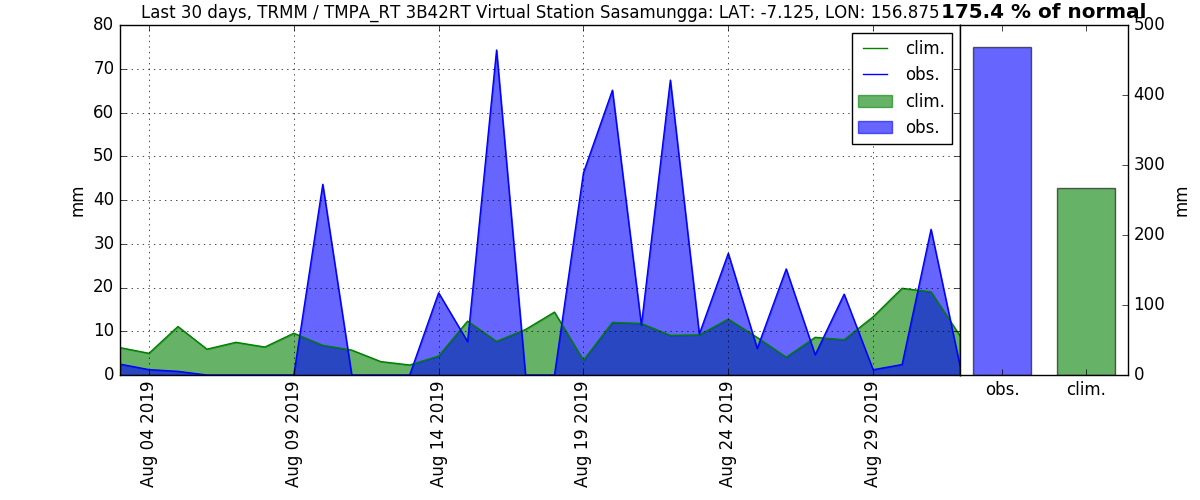 Last 30 days, TRMM / TMPA_RT 3B42RT Virtual Station Sasamungga: LAT: -7.125, LON: 156.875
175.4 % of normal
80
70
60
50
40
30
20
10
0
mm
clim.
obs.
clim.
obs.
Aug 04 2019
Aug 09 2019
Aug 14 2019
Aug 19 2019
Aug 24 2019
Aug 29 2019
500
400
300
200
100
0
mm
obs.
clim.